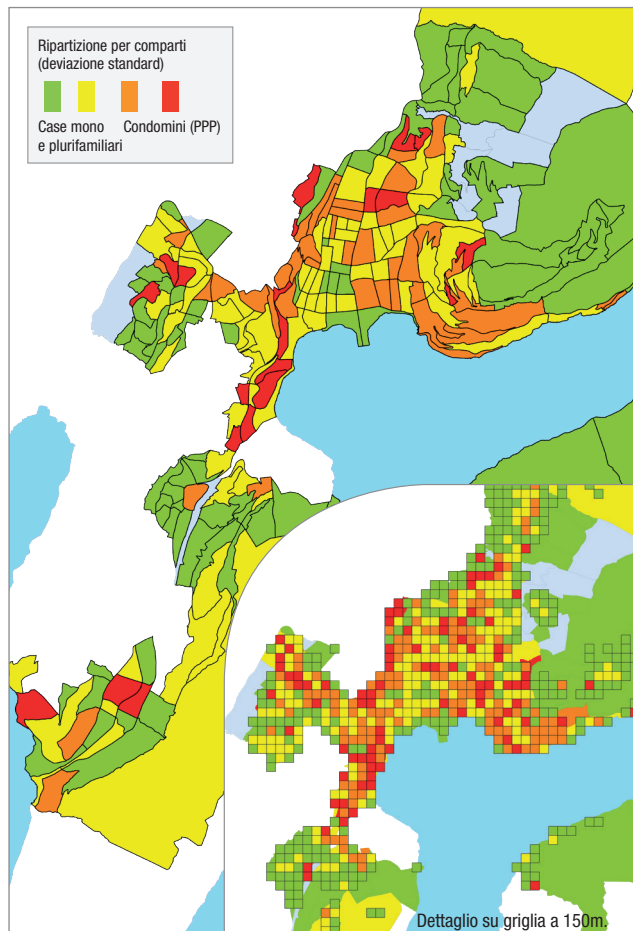 Ripartizione per comparti
(deviazione standard)
Case mono Condomini (PPP)
e plurifamiliari
Dettaglio su griglia a 150m.